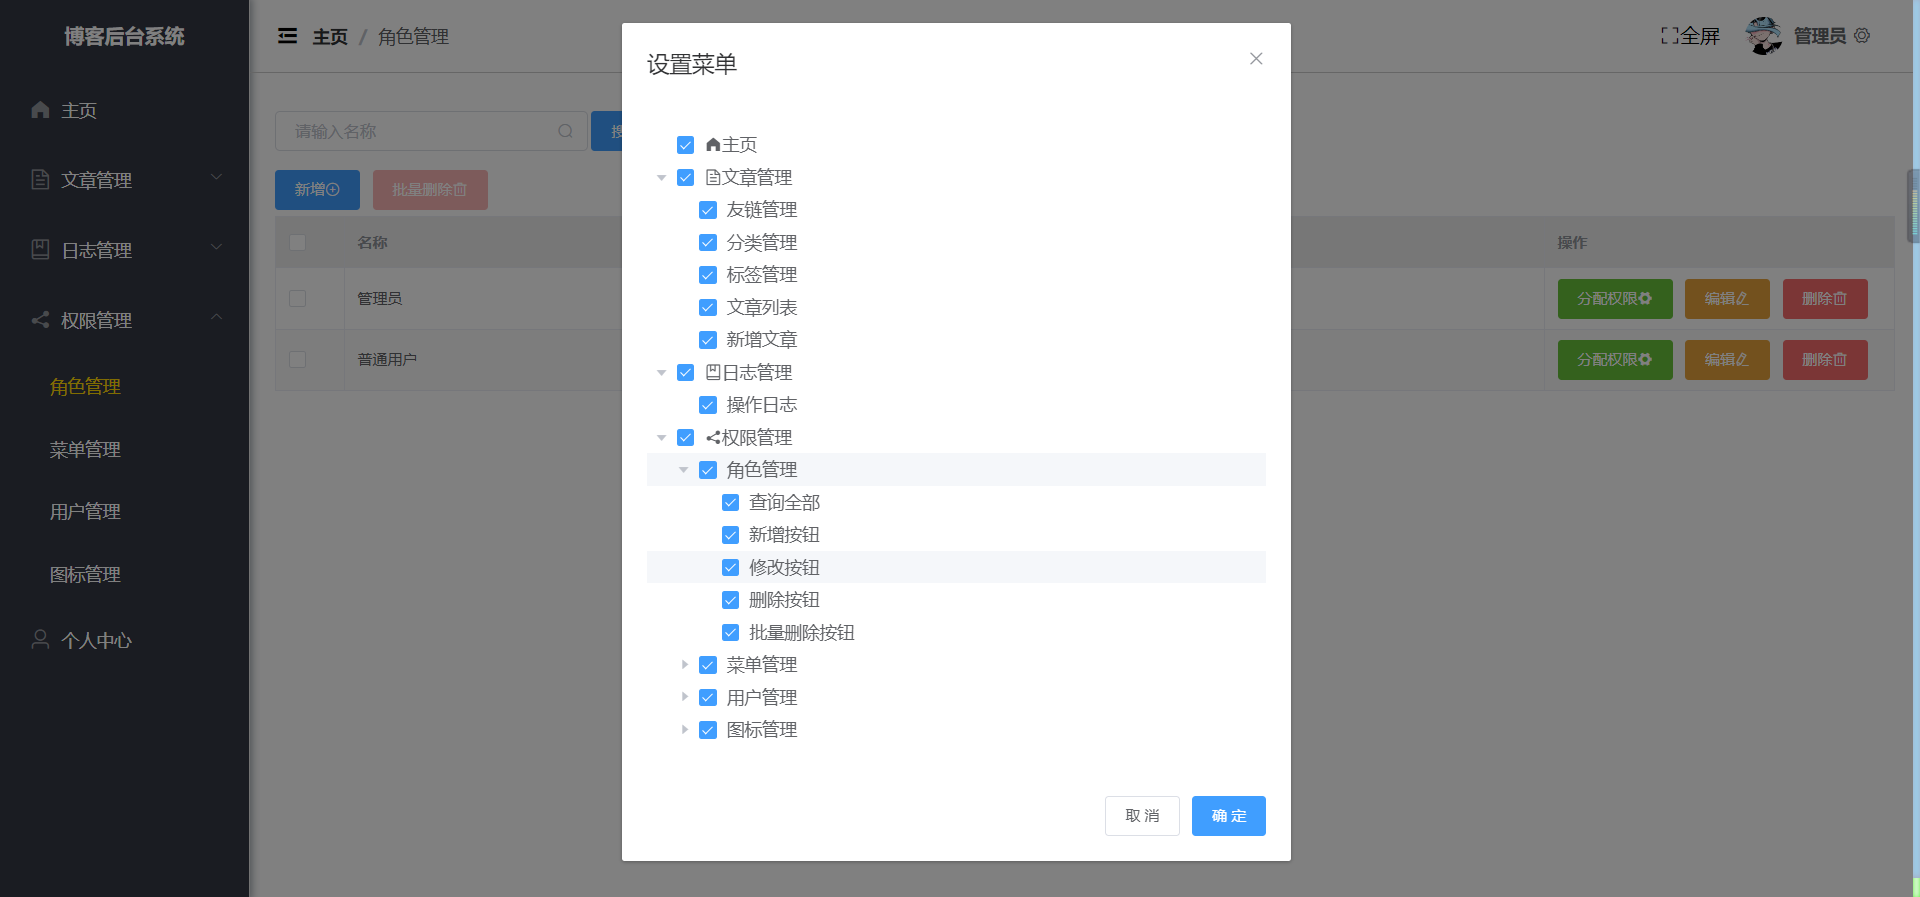 博客后台系统
主页
文章管理
日志管理
权限管理
角色管理
菜单管理
用户管理
图标管理
个人中心
主页 / 角色管理
全屏 管理员
请输入名称
新增 批量删除
名称 操作
管理员 分配权限 编辑 删除
普通用户 分配权限 编辑 删除
设置菜单
主页
文章管理
友链管理
分类管理
标签管理
文章列表
新增文章
日志管理
操作日志
权限管理
角色管理
查询全部
新增按钮
修改按钮
删除按钮
批量删除按钮
菜单管理
用户管理
图标管理
取 消 确 定